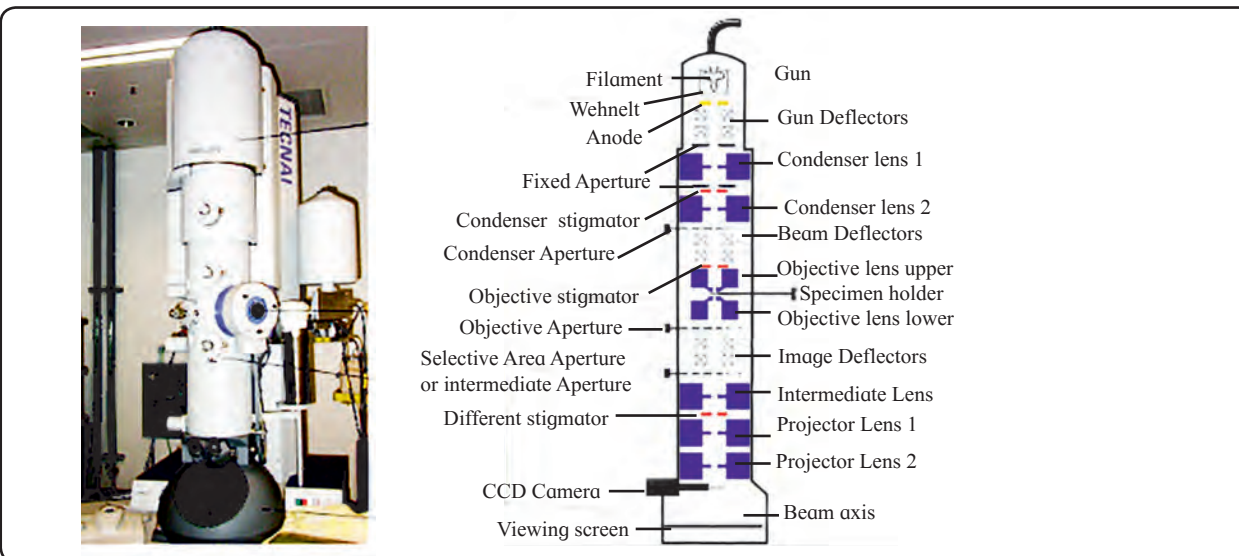 TECNAI
Filament
Gun
Wehnelt
Anode
Gun Deflectors
Fixed Aperture
Condenser lens 1
Condenser stigmator
Condenser lens 2
Condenser Aperture
Beam Deflectors
Objective stigmator
Objective lens upper
Specimen holder
Objective Aperture
Objective lens lower
Selective Area Aperture
or intermediate Aperture
Image Deflectors
Intermediate Lens
Different stigmator
Projector Lens 1
Projector Lens 2
CCD Camera
Beam axis
Viewing screen